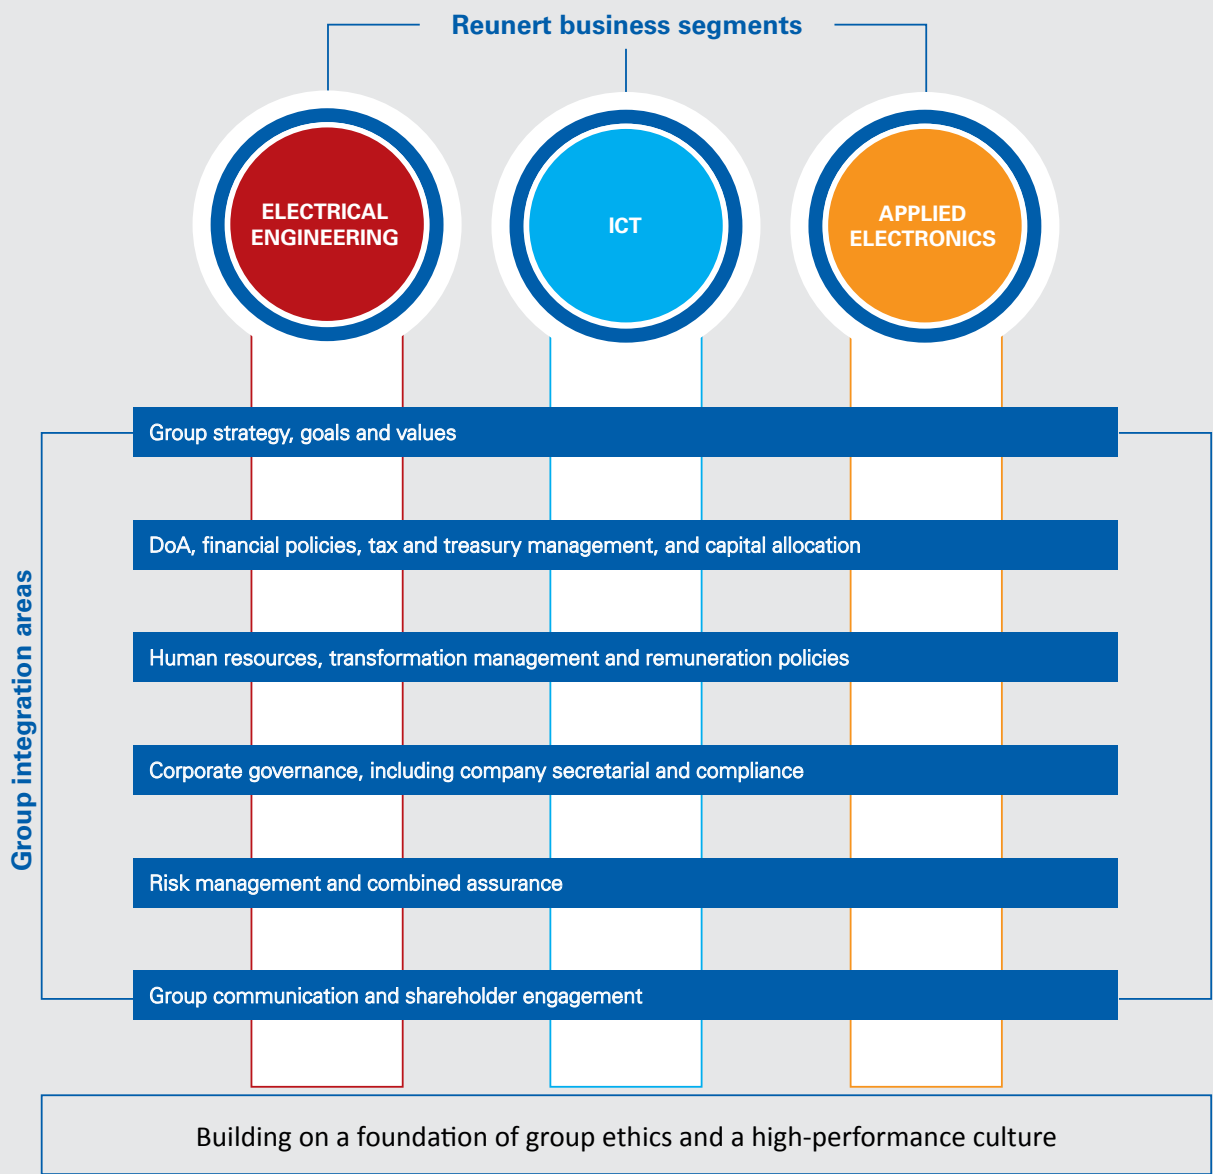 Reunert business segments
ELECTRICAL
ENGINEERING
ICT
APPLIED
ELECTRONICS
Group integration areas
Group strategy, goals and values
DoA, financial policies, tax and treasury management, and capital allocation
Human resources, transformation management and remuneration policies
Corporate governance, including company secretarial and compliance
Risk management and combined assurance
Group communication and shareholder engagement
Building on a foundation of group ethics and a high-performance culture